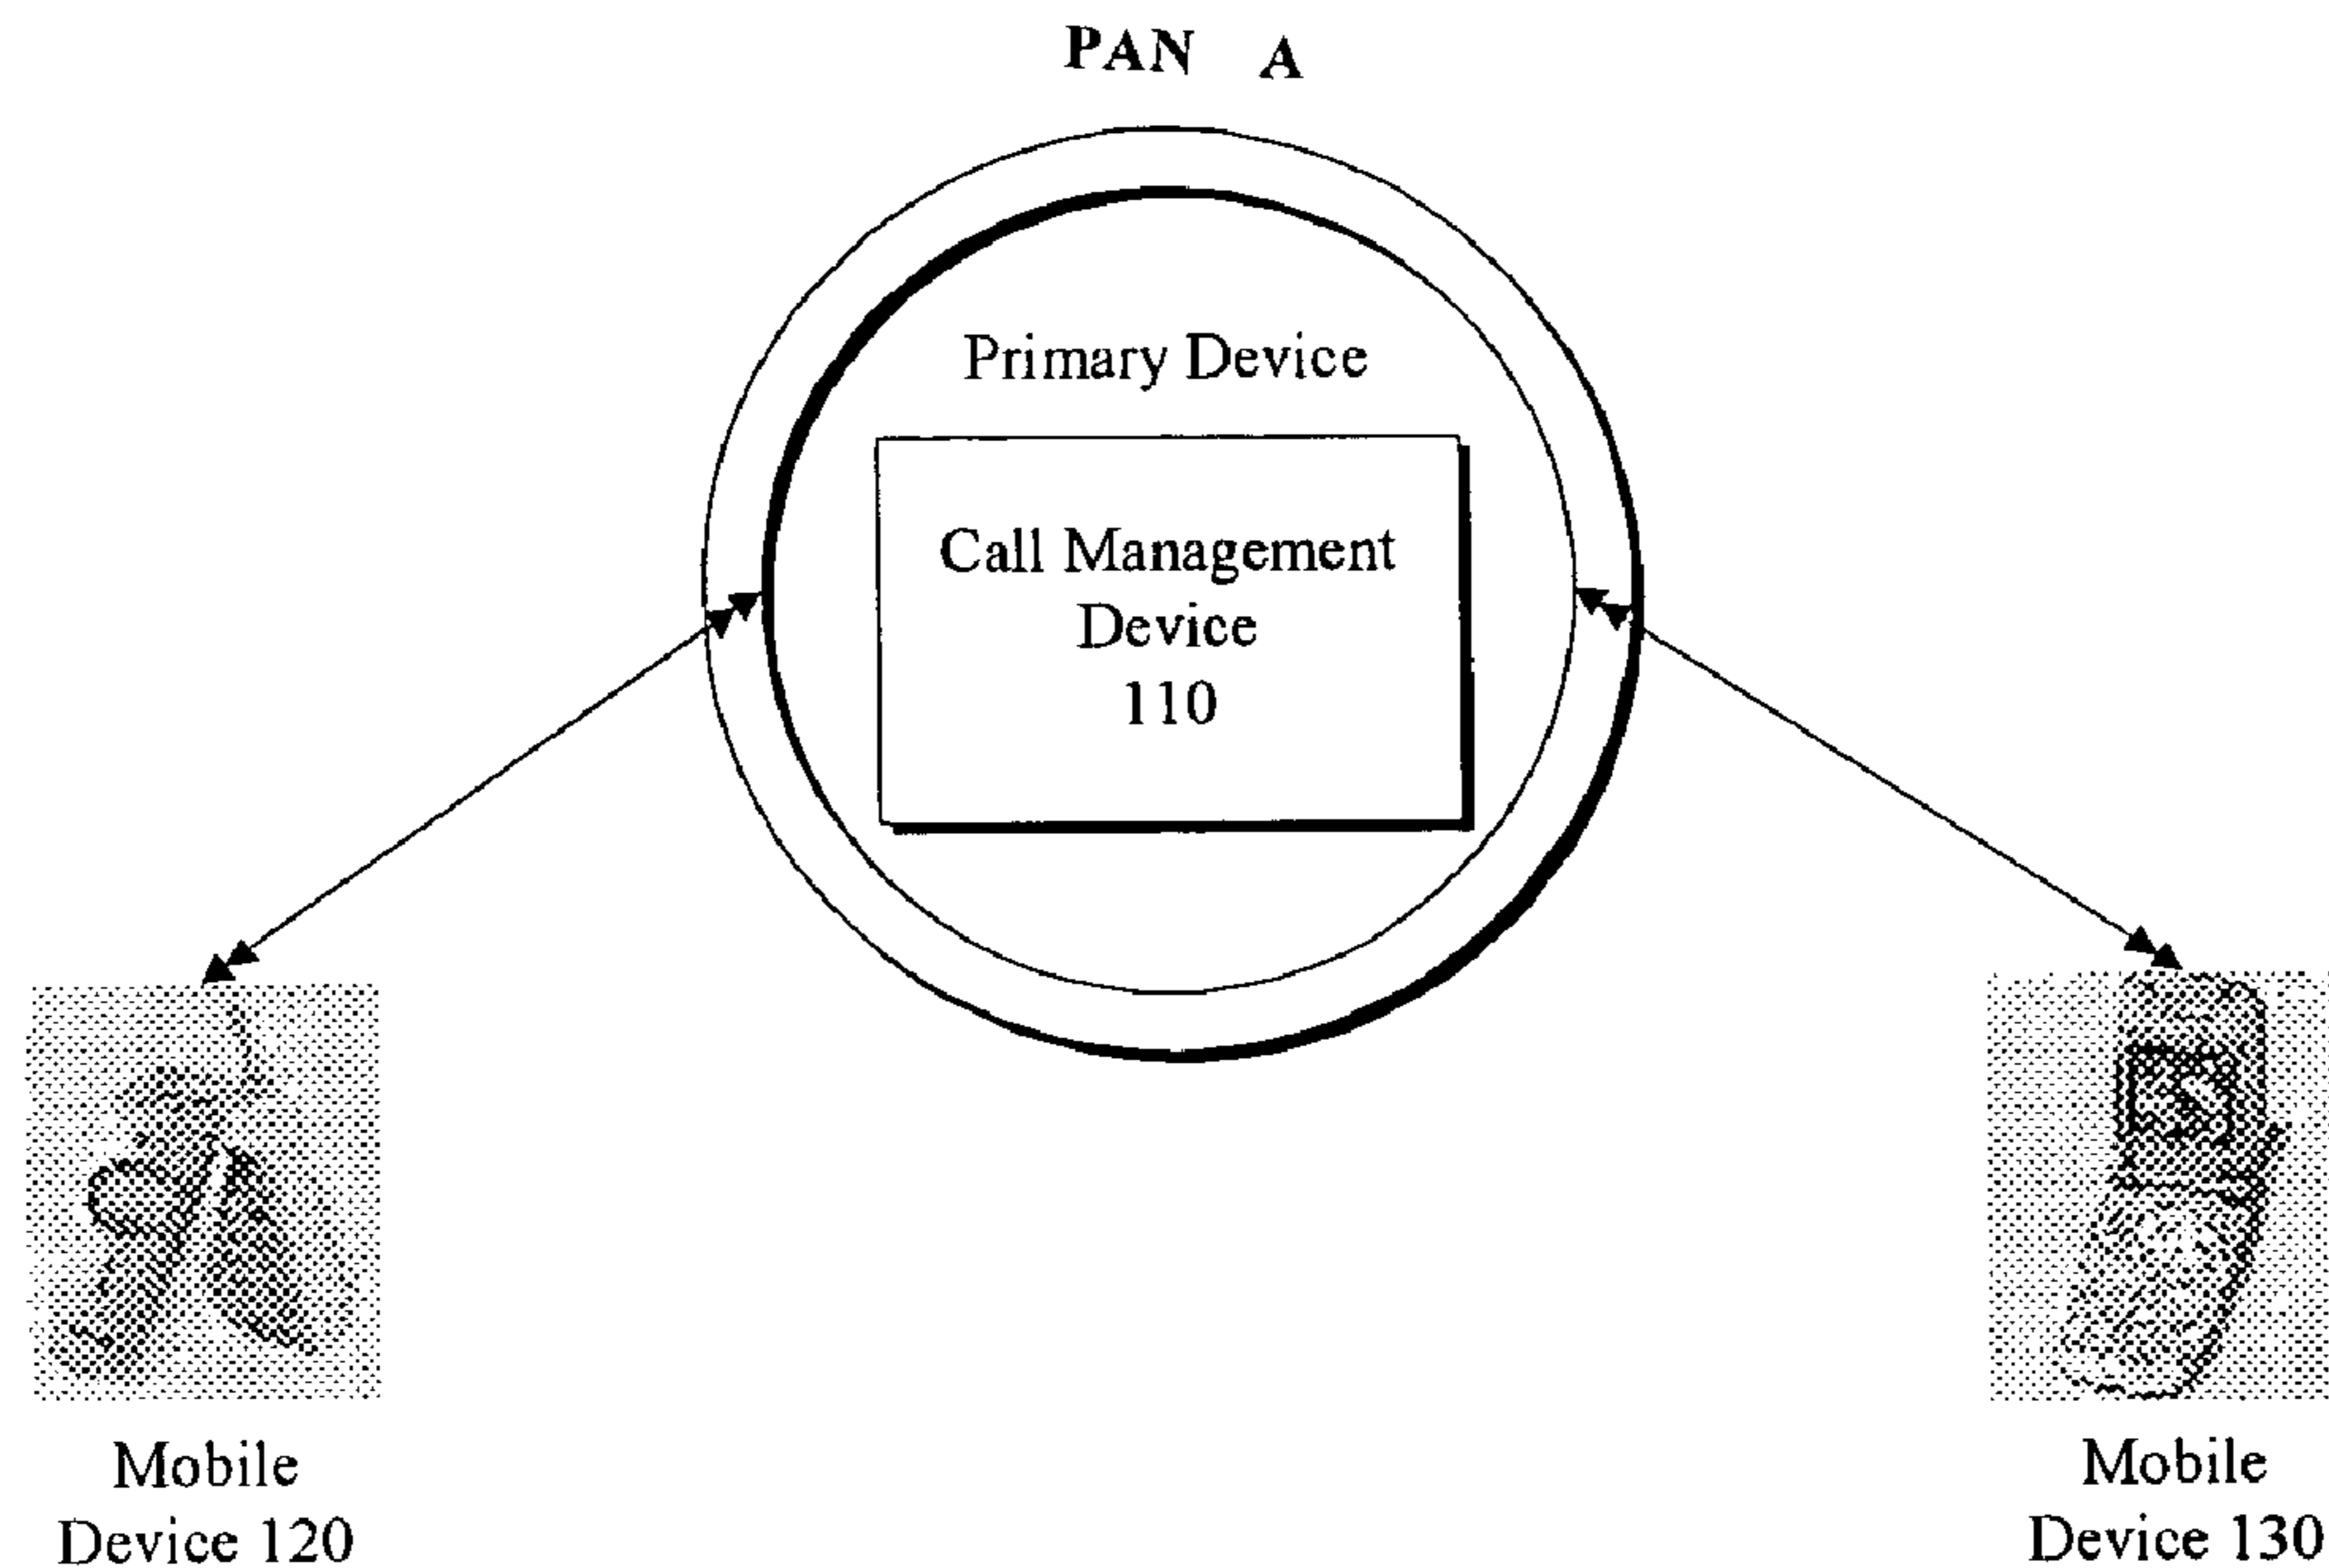 PAN A
Primary Device
Call Management
Device
110
Mobile
Device 120
Mobile
Device 130